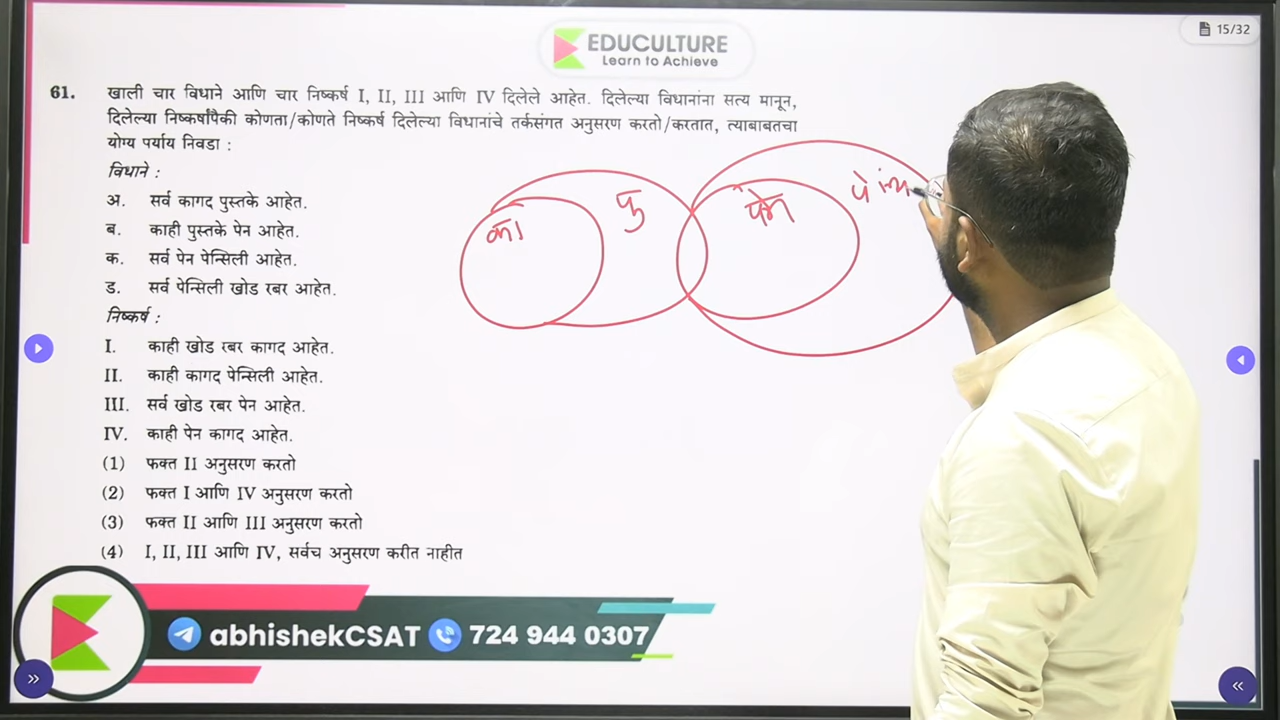 15/32
EDUCULTURE
Learn to Achieve
61. खाली चार विधाने आणि चार निष्कर्ष I, II, III आणि IV दिलेले आहेत. दिलेल्या विधानांना सत्य मानून,
दिलेल्या निष्कर्षांपैकी कोणता/कोणते निष्कर्ष दिलेल्या विधानांचे तर्कसंगत अनुसरण करतो/करतात, त्याबाबतचा
योग्य पर्याय निवडा :
विधाने :
अ. सर्व कागद पुस्तके आहेत.
ब. काही पुस्तके पेन आहेत.
क. सर्व पेन पेन्सिली आहेत.
ड. सर्व पेन्सिली खोड रबर आहेत.
का पु पेन
निष्कर्ष :
I. काही खोड रबर कागद आहेत.
II. काही कागद पेन्सिली आहेत.
III. सर्व खोड रबर पेन आहेत.
IV. काही पेन कागद आहेत.
(1) फक्त II अनुसरण करतो
(2) फक्त I आणि IV अनुसरण करतो
(3) फक्त II आणि III अनुसरण करतो
(4) I, II, III आणि IV, सर्वच अनुसरण करीत नाहीत
abhishekCSAT 724 944 0307